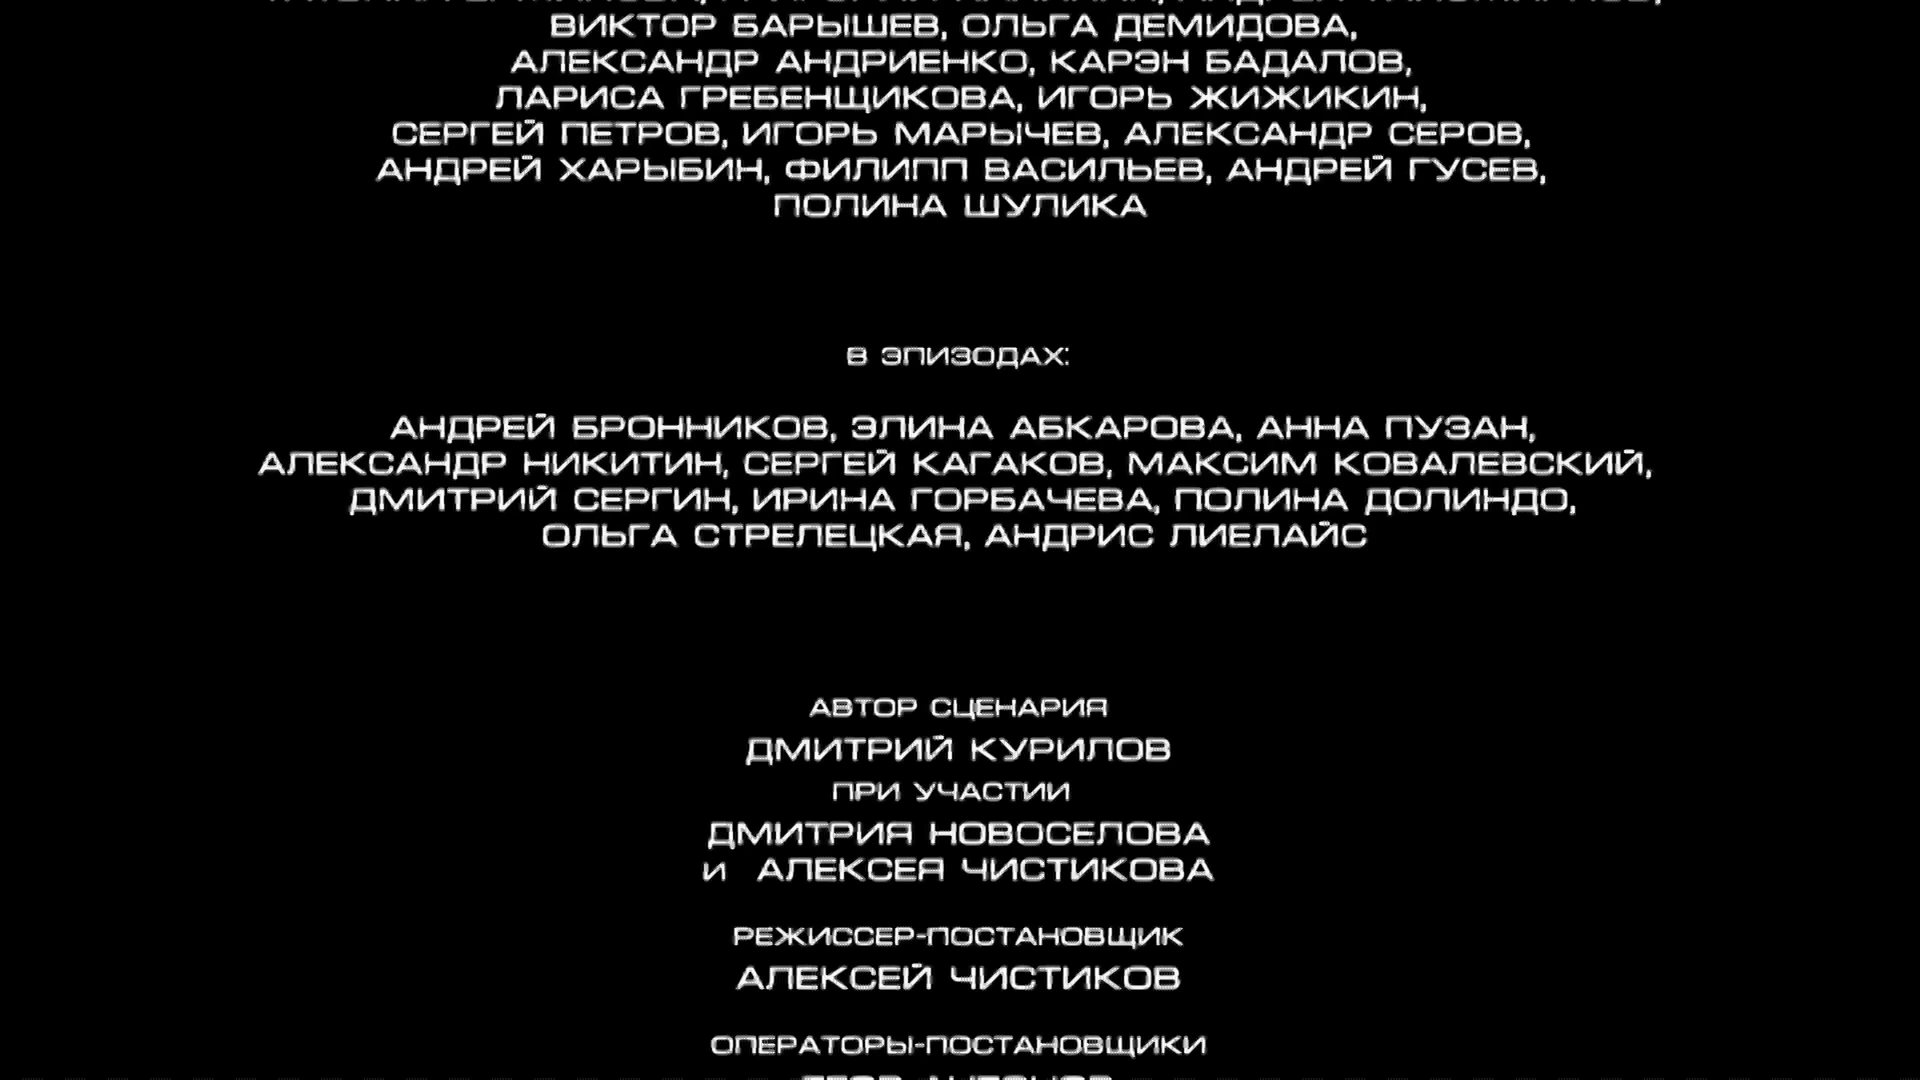 ВИКТОР БАРЫШЕВ, ОЛЬГА ДЕМИДОВА,
АЛЕКСАНДР АНДРИЕНКО, КАРЭН БАДАЛОВ,
ЛАРИСА ГРЕБЕНЩИКОВА, ИГОРЬ ЖИЖИКИН,
СЕРГЕЙ ПЕТРОВ, ИГОРЬ МАРЫЧЕВ, АЛЕКСАНДР СЕРОВ,
АНДРЕЙ ХАРЫБИН, ФИЛИПП ВАСИЛЬЕВ, АНДРЕЙ ГУСЕВ,
ПОЛИНА ШУЛИКА
В ЭПИЗОДАХ:
АНДРЕЙ БРОННИКОВ, ЭЛИНА АБКАРОВА, АННА ПУЗАН,
АЛЕКСАНДР НИКИТИН, СЕРГЕЙ КАГАКОВ, МАКСИМ КОВАЛЕВСКИЙ,
ДМИТРИЙ СЕРГИН, ИРИНА ГОРБАЧЕВА, ПОЛИНА ДОЛИНДО,
ОЛЬГА СТРЕЛЕЦКАЯ, АНДРИС ЛИЕЛАЙС
АВТОР СЦЕНАРИЯ
ДМИТРИЙ КУРИЛОВ
ПРИ УЧАСТИИ
ДМИТРИЯ НОВОСЕЛОВА
и АЛЕКСЕЯ ЧИСТИКОВА
РЕЖИССЕР-ПОСТАНОВЩИК
АЛЕКСЕЙ ЧИСТИКОВ
ОПЕРАТОРЫ-ПОСТАНОВЩИКИ